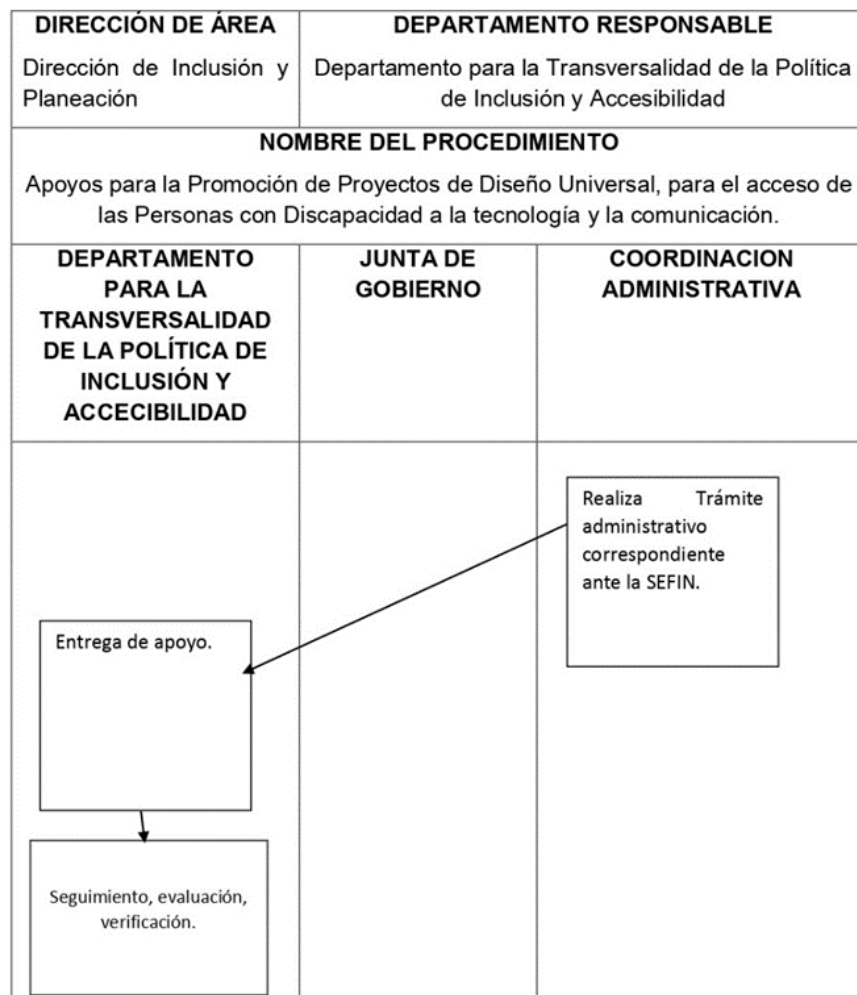 DIRECCIÓN DE ÁREA
Dirección de Inclusión y
Planeación
DEPARTAMENTO RESPONSABLE
Departamento para la Transversalidad de la Política
de Inclusión y Accesibilidad
NOMBRE DEL PROCEDIMIENTO
Apoyos para la Promoción de Proyectos de Diseño Universal, para el acceso de
las Personas con Discapacidad a la tecnología y la comunicación.
DEPARTAMENTO
PARA LA
TRANSVERSALIDAD
DE LA POLÍTICA DE
INCLUSIÓN Y
ACCECIBILIDAD
JUNTA DE
GOBIERNO
COORDINACION
ADMINISTRATIVA
Realiza Trámite
administrativo
correspondiente
ante la SEFIN.
Entrega de apoyo.
Seguimiento, evaluación,
verificación.